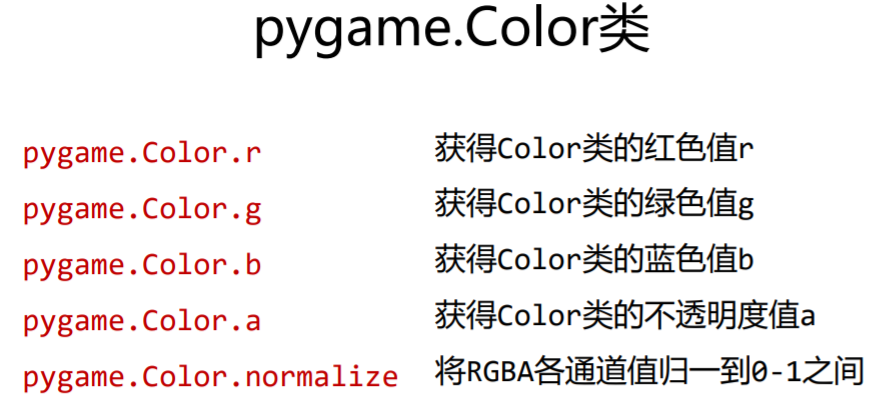 pygame.Color类
pygame.Color.r 获得Color类的红色值r
pygame.Color.g 获得Color类的绿色值g
pygame.Color.b 获得Color类的蓝色值b
pygame.Color.a 获得Color类的不透明度值a
pygame.Color.normalize 将RGBA各通道值归一到0-1之间